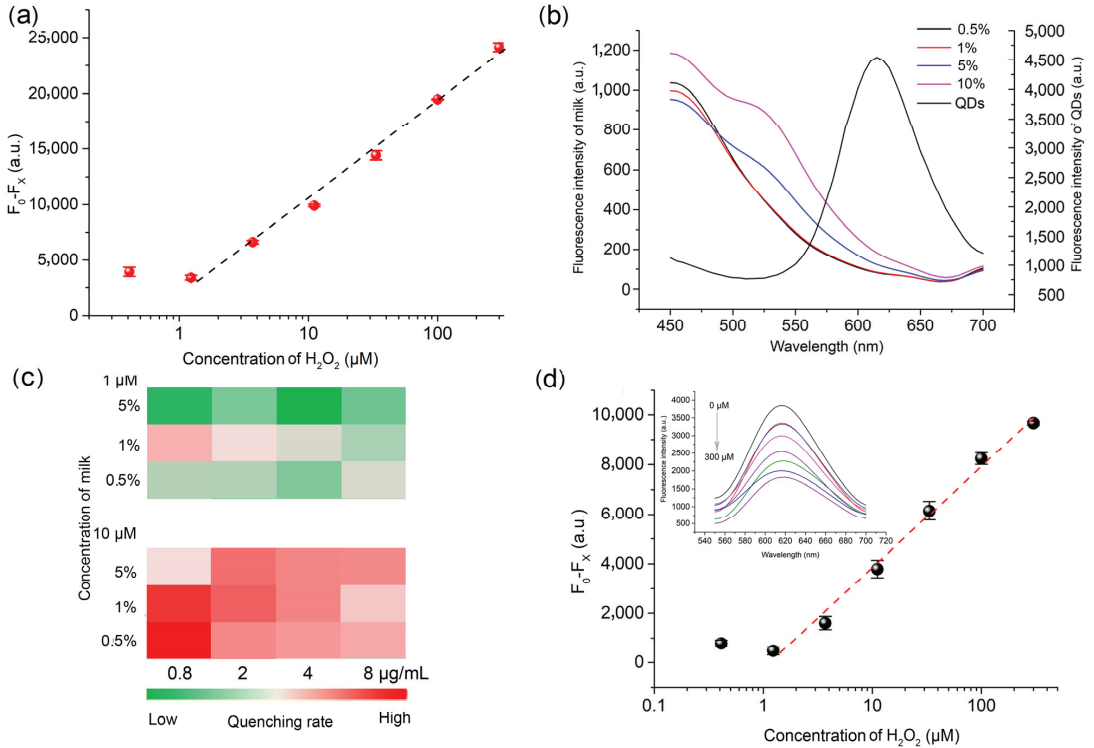 (a)
25,000
20,000
15,000
10,000
5,000
0
F₀-Fₓ (a.u.)
1
10
100
Concentration of H₂O₂ (μM)
(b)
0.5%
1%
5%
10%
QDs
1,200
1,000
800
600
400
200
0
Fluorescence intensity of milk (a.u.)
5,000
4,500
4,000
3,500
3,000
2,500
2,000
1,500
1,000
500
Fluorescence intensity of QDs (a.u.)
450
500
550
600
650
700
Wavelength (nm)
(c)
Concentration of milk
1 μM
5%
1%
0.5%
10 μM
5%
1%
0.5%
0.8 2 4 8 μg/mL
Low Quenching rate High
(d)
10,000
8,000
6,000
4,000
2,000
0
F₀-Fₓ (a.u)
0.1
1
10
100
Concentration of H₂O₂ (μM)
4000
3500
3000
2500
2000
1500
1000
500
Fluorescence intensity (a.u.)
0 μM
300 μM
540 560 580 600 620 640 660 680 700 720
Wavelength (nm)